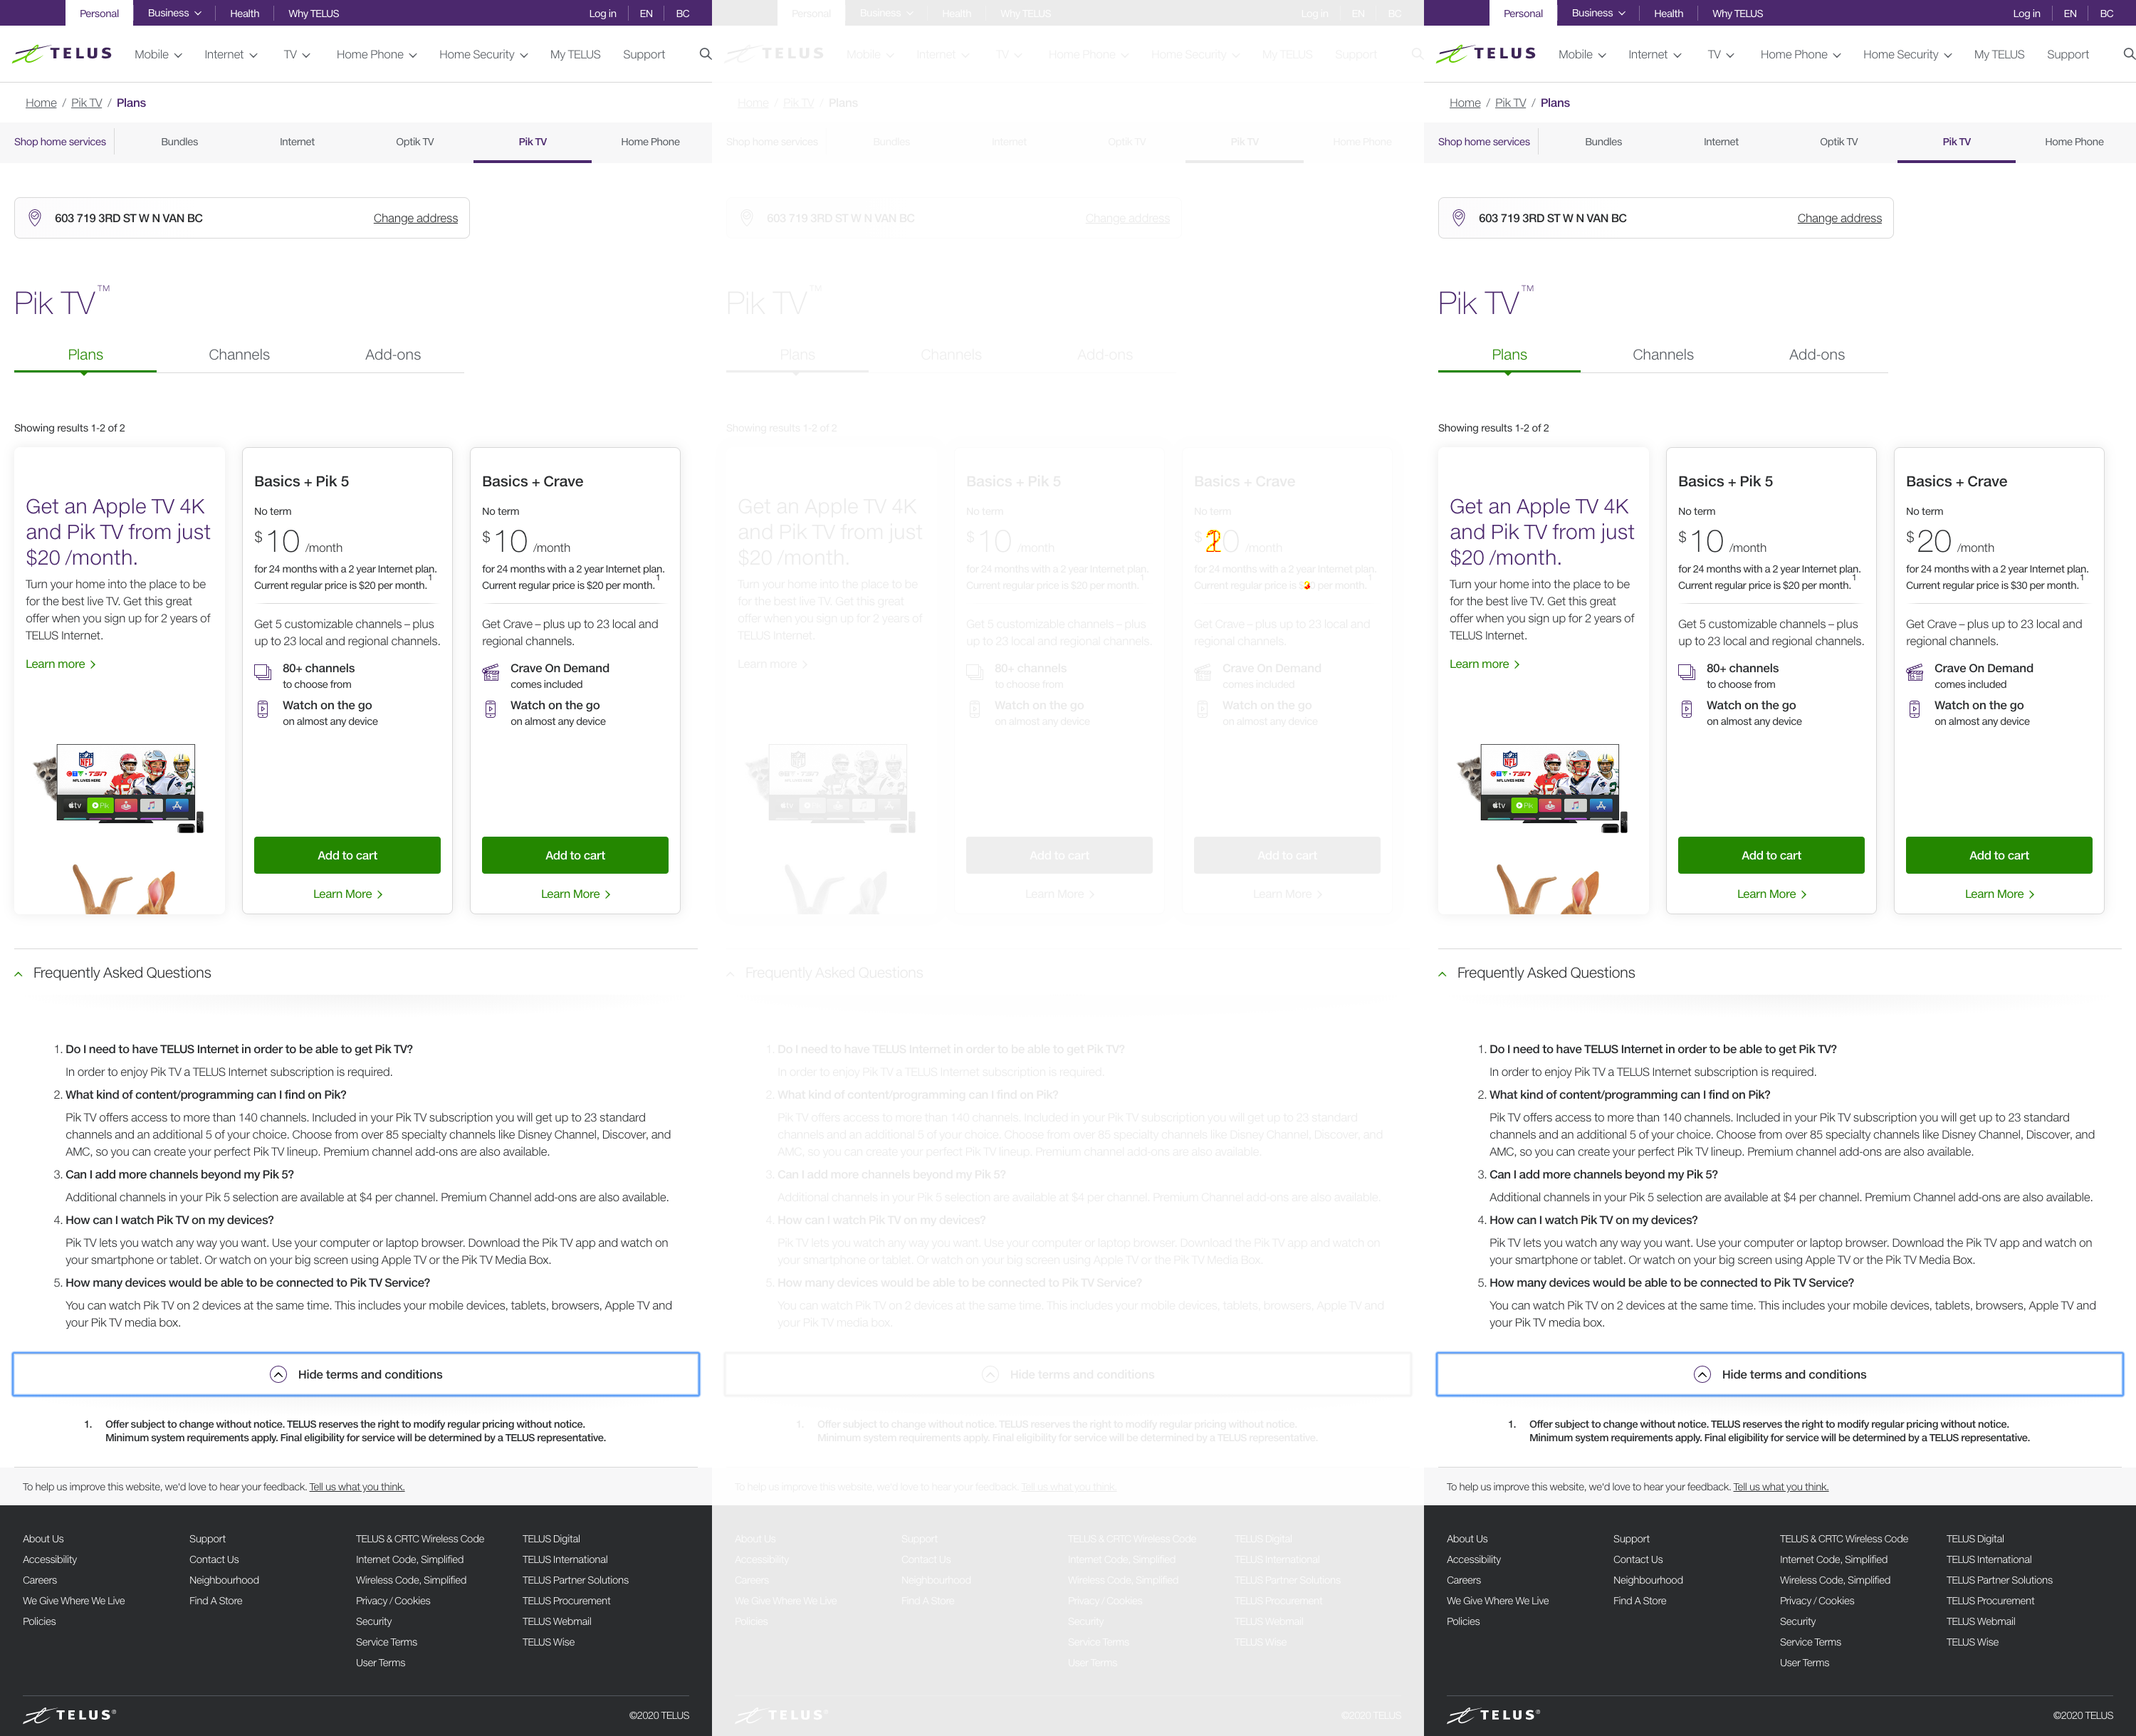 Personal Business Health Why TELUS Log in EN BC
TELUS Mobile Internet TV Home Phone Home Security My TELUS Support
Home / Pik TV / Plans
Shop home services Bundles Internet Optik TV Pik TV Home Phone
603 719 3RD ST W N VAN BC Change address
Pik TV™
Plans Channels Add-ons
Showing results 1-2 of 2
Get an Apple TV 4K
and Pik TV from just
$20 /month.
Turn your home into the place to be
for the best live TV. Get this great
offer when you sign up for 2 years of
TELUS Internet.
Learn more
NFL
CTV TSN
NFL LIVES HERE
tv Pik
Basics + Pik 5
No term
$10 /month
for 24 months with a 2 year Internet plan.
Current regular price is $20 per month.1
Get 5 customizable channels – plus
up to 23 local and regional channels.
80+ channels
to choose from
Watch on the go
on almost any device
Add to cart
Learn More
Basics + Crave
No term
$10 /month
for 24 months with a 2 year Internet plan.
Current regular price is $20 per month.1
Get Crave – plus up to 23 local and
regional channels.
Crave On Demand
comes included
Watch on the go
on almost any device
Add to cart
Learn More
Frequently Asked Questions
1. Do I need to have TELUS Internet in order to be able to get Pik TV?
In order to enjoy Pik TV a TELUS Internet subscription is required.
2. What kind of content/programming can I find on Pik?
Pik TV offers access to more than 140 channels. Included in your Pik TV subscription you will get up to 23 standard
channels and an additional 5 of your choice. Choose from over 85 specialty channels like Disney Channel, Discover, and
AMC, so you can create your perfect Pik TV lineup. Premium channel add-ons are also available.
3. Can I add more channels beyond my Pik 5?
Additional channels in your Pik 5 selection are available at $4 per channel. Premium Channel add-ons are also available.
4. How can I watch Pik TV on my devices?
Pik TV lets you watch any way you want. Use your computer or laptop browser. Download the Pik TV app and watch on
your smartphone or tablet. Or watch on your big screen using Apple TV or the Pik TV Media Box.
5. How many devices would be able to be connected to Pik TV Service?
You can watch Pik TV on 2 devices at the same time. This includes your mobile devices, tablets, browsers, Apple TV and
your Pik TV media box.
Hide terms and conditions
1. Offer subject to change without notice. TELUS reserves the right to modify regular pricing without notice.
Minimum system requirements apply. Final eligibility for service will be determined by a TELUS representative.
To help us improve this website, we'd love to hear your feedback. Tell us what you think.
About Us Support TELUS & CRTC Wireless Code TELUS Digital
Accessibility Contact Us Internet Code, Simplified TELUS International
Careers Neighbourhood Wireless Code, Simplified TELUS Partner Solutions
We Give Where We Live Find A Store Privacy / Cookies TELUS Procurement
Policies Security TELUS Webmail
Service Terms TELUS Wise
User Terms
TELUS® ©2020 TELUS
Personal Business Health Why TELUS Log in EN BC
TELUS Mobile Internet TV Home Phone Home Security My TELUS Support
Home / Pik TV / Plans
Shop home services Bundles Internet Optik TV Pik TV Home Phone
603 719 3RD ST W N VAN BC Change address
Pik TV™
Plans Channels Add-ons
Showing results 1-2 of 2
Get an Apple TV 4K
and Pik TV from just
$20 /month.
Turn your home into the place to be
for the best live TV. Get this great
offer when you sign up for 2 years of
TELUS Internet.
Learn more
Basics + Pik 5
No term
$10 /month
for 24 months with a 2 year Internet plan.
Current regular price is $20 per month.1
Get 5 customizable channels – plus
up to 23 local and regional channels.
80+ channels
to choose from
Watch on the go
on almost any device
Add to cart
Learn More
Basics + Crave
No term
/month
for 24 months with a 2 year Internet plan.
Current regular price is per month.1
Get Crave – plus up to 23 local and
regional channels.
Crave On Demand
comes included
Watch on the go
on almost any device
Add to cart
Learn More
Frequently Asked Questions
1. Do I need to have TELUS Internet in order to be able to get Pik TV?
In order to enjoy Pik TV a TELUS Internet subscription is required.
2. What kind of content/programming can I find on Pik?
Pik TV offers access to more than 140 channels. Included in your Pik TV subscription you will get up to 23 standard
channels and an additional 5 of your choice. Choose from over 85 specialty channels like Disney Channel, Discover, and
AMC, so you can create your perfect Pik TV lineup. Premium channel add-ons are also available.
3. Can I add more channels beyond my Pik 5?
Additional channels in your Pik 5 selection are available at $4 per channel. Premium Channel add-ons are also available.
4. How can I watch Pik TV on my devices?
Pik TV lets you watch any way you want. Use your computer or laptop browser. Download the Pik TV app and watch on
your smartphone or tablet. Or watch on your big screen using Apple TV or the Pik TV Media Box.
5. How many devices would be able to be connected to Pik TV Service?
You can watch Pik TV on 2 devices at the same time. This includes your mobile devices, tablets, browsers, Apple TV and
your Pik TV media box.
Hide terms and conditions
1. Offer subject to change without notice. TELUS reserves the right to modify regular pricing without notice.
Minimum system requirements apply. Final eligibility for service will be determined by a TELUS representative.
To help us improve this website, we'd love to hear your feedback. Tell us what you think.
About Us Support TELUS & CRTC Wireless Code TELUS Digital
Accessibility Contact Us Internet Code, Simplified TELUS International
Careers Neighbourhood Wireless Code, Simplified TELUS Partner Solutions
We Give Where We Live Find A Store Privacy / Cookies TELUS Procurement
Policies Security TELUS Webmail
Service Terms TELUS Wise
User Terms
TELUS® ©2020 TELUS
Personal Business Health Why TELUS Log in EN BC
TELUS Mobile Internet TV Home Phone Home Security My TELUS Support
Home / Pik TV / Plans
Shop home services Bundles Internet Optik TV Pik TV Home Phone
603 719 3RD ST W N VAN BC Change address
Pik TV™
Plans Channels Add-ons
Showing results 1-2 of 2
Get an Apple TV 4K
and Pik TV from just
$20 /month.
Turn your home into the place to be
for the best live TV. Get this great
offer when you sign up for 2 years of
TELUS Internet.
Learn more
NFL
CTV TSN
NFL LIVES HERE
tv Pik
Basics + Pik 5
No term
$10 /month
for 24 months with a 2 year Internet plan.
Current regular price is $20 per month.1
Get 5 customizable channels – plus
up to 23 local and regional channels.
80+ channels
to choose from
Watch on the go
on almost any device
Add to cart
Learn More
Basics + Crave
No term
$20 /month
for 24 months with a 2 year Internet plan.
Current regular price is $30 per month.1
Get Crave – plus up to 23 local and
regional channels.
Crave On Demand
comes included
Watch on the go
on almost any device
Add to cart
Learn More
Frequently Asked Questions
1. Do I need to have TELUS Internet in order to be able to get Pik TV?
In order to enjoy Pik TV a TELUS Internet subscription is required.
2. What kind of content/programming can I find on Pik?
Pik TV offers access to more than 140 channels. Included in your Pik TV subscription you will get up to 23 standard
channels and an additional 5 of your choice. Choose from over 85 specialty channels like Disney Channel, Discover, and
AMC, so you can create your perfect Pik TV lineup. Premium channel add-ons are also available.
3. Can I add more channels beyond my Pik 5?
Additional channels in your Pik 5 selection are available at $4 per channel. Premium Channel add-ons are also available.
4. How can I watch Pik TV on my devices?
Pik TV lets you watch any way you want. Use your computer or laptop browser. Download the Pik TV app and watch on
your smartphone or tablet. Or watch on your big screen using Apple TV or the Pik TV Media Box.
5. How many devices would be able to be connected to Pik TV Service?
You can watch Pik TV on 2 devices at the same time. This includes your mobile devices, tablets, browsers, Apple TV and
your Pik TV media box.
Hide terms and conditions
1. Offer subject to change without notice. TELUS reserves the right to modify regular pricing without notice.
Minimum system requirements apply. Final eligibility for service will be determined by a TELUS representative.
To help us improve this website, we'd love to hear your feedback. Tell us what you think.
About Us Support TELUS & CRTC Wireless Code TELUS Digital
Accessibility Contact Us Internet Code, Simplified TELUS International
Careers Neighbourhood Wireless Code, Simplified TELUS Partner Solutions
We Give Where We Live Find A Store Privacy / Cookies TELUS Procurement
Policies Security TELUS Webmail
Service Terms TELUS Wise
User Terms
TELUS® ©2020 TELUS